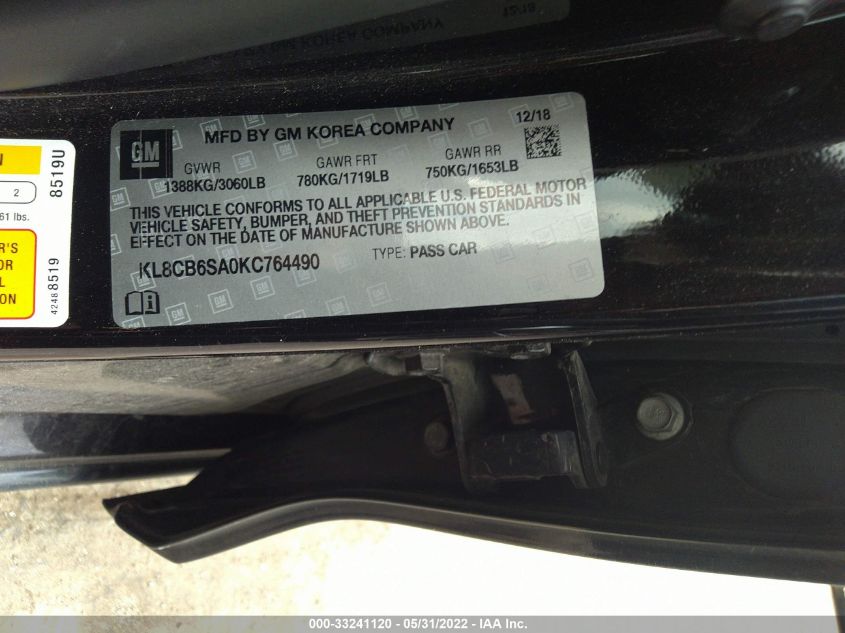 GM
MFD BY GM KOREA COMPANY
12/18
GVWR
GAWR FRT
GAWR RR
1388KG/3060LB
780KG/1719LB
750KG/1653LB
THIS VEHICLE CONFORMS TO ALL APPLICABLE U.S. FEDERAL MOTOR
VEHICLE SAFETY, BUMPER, AND THEFT PREVENTION STANDARDS IN
EFFECT ON THE DATE OF MANUFACTURE SHOWN ABOVE.
TYPE: PASS CAR
KL8CB6SA0KC764490
N
2
61 lbs.
R'S
OR
L
ION
8519U
42488519
000-33241120 - 05/31/2022 - IAA Inc.